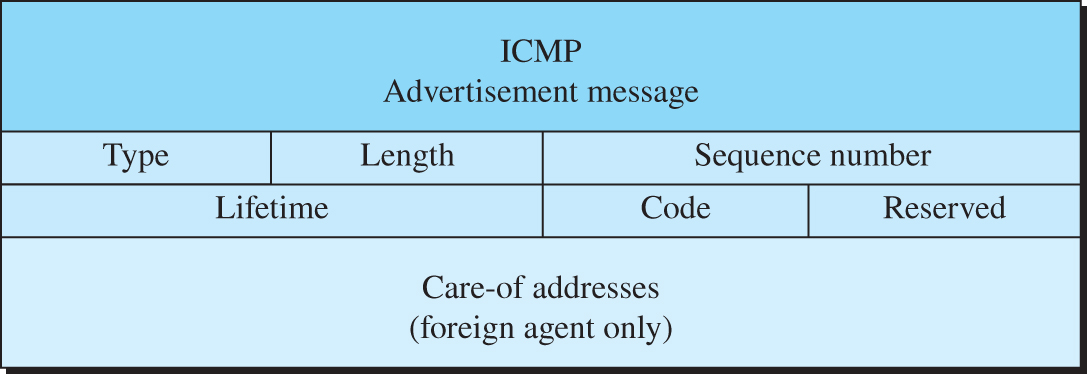 ICMP
Advertisement message
Type Length Sequence number
Lifetime Code Reserved
Care-of addresses
(foreign agent only)